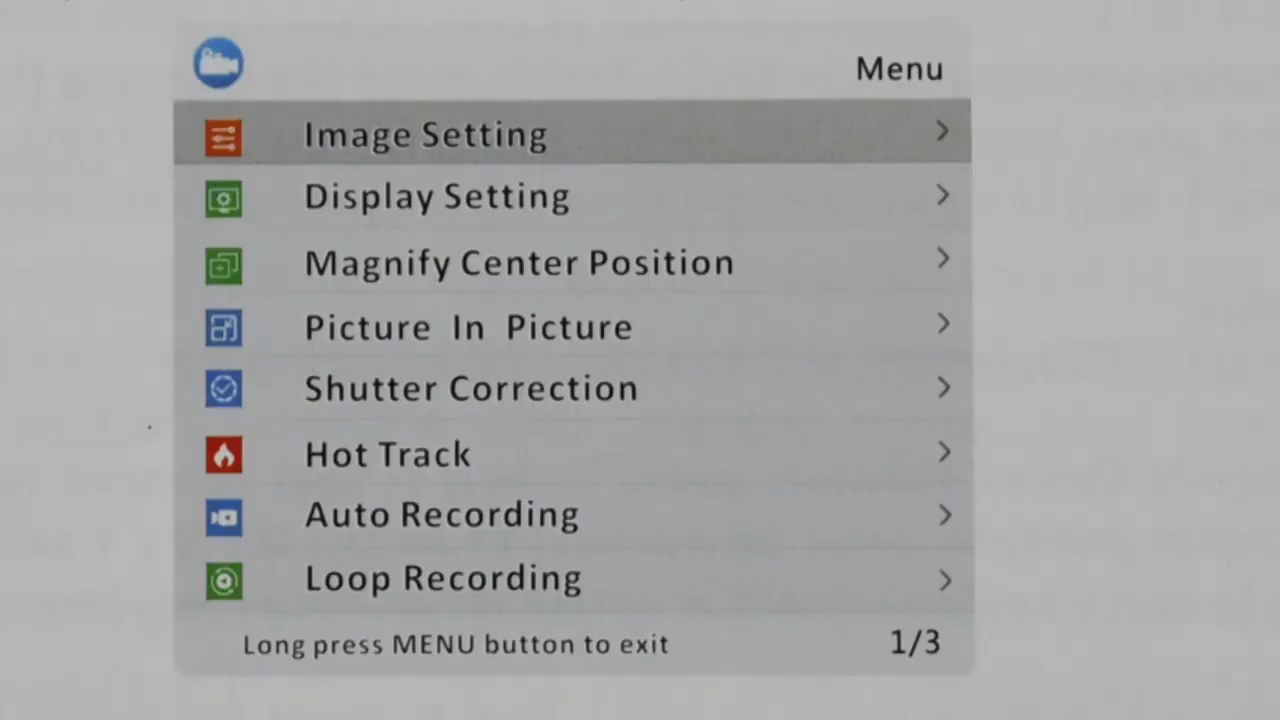 Menu
Image Setting
Display Setting
Magnify Center Position
Picture In Picture
Shutter Correction
Hot Track
Auto Recording
Loop Recording
Long press MENU button to exit 1/3